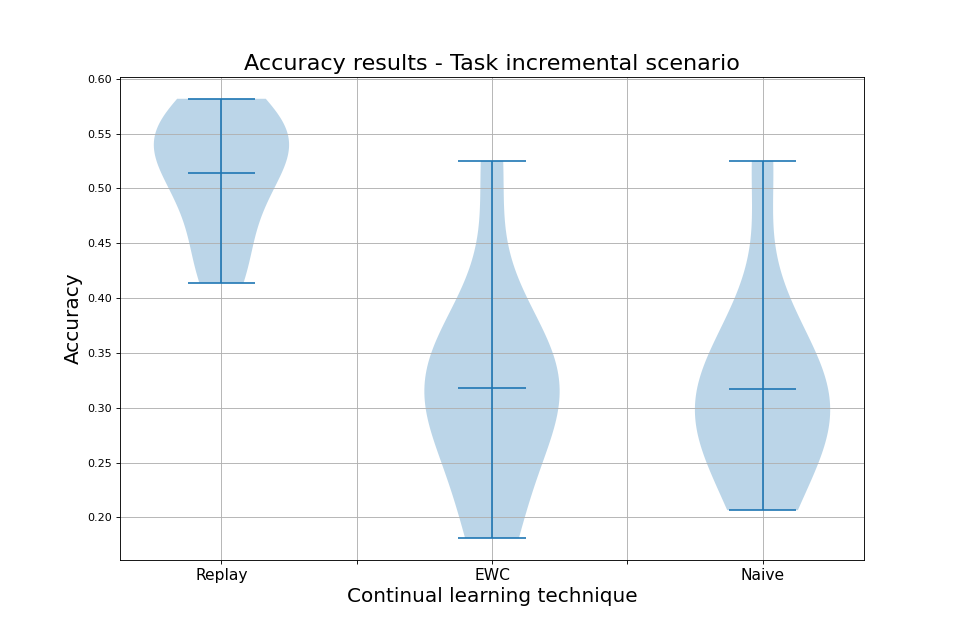 Accuracy results - Task incremental scenario
0.60
0.55
0.50
0.45
0.40
0.35
0.30
0.25
0.20
Accuracy
Replay EWC Naive
Continual learning technique